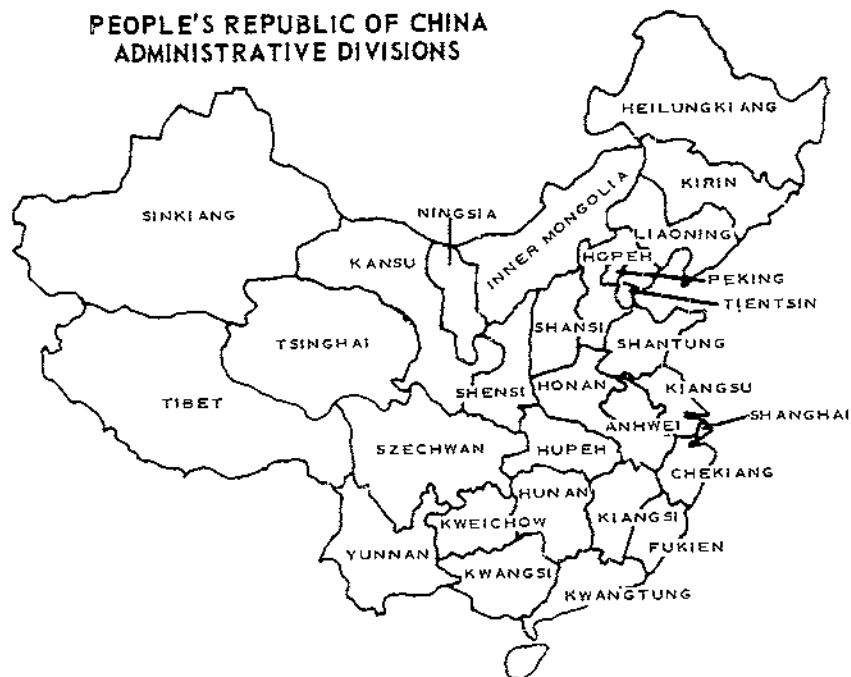 PEOPLE'S REPUBLIC OF CHINA
ADMINISTRATIVE DIVISIONS
HEILUNGKIANG
KIRIN
SINKIANG
NINGSIA
INNER MONGOLIA
LIAONING
KANSU
HOPEH
PEKING
TIENTSIN
SHANSI
TSINGHAI
SHANTUNG
SHENSI
HONAN
KIANGSU
TIBET
SHANGHAI
ANHWEI
SZECHWAN
HUPEH
CHEKIANG
HUNAN
KWEICHOW
KIANGSI
YUNNAN
FUKIEN
KWANGSI
KWANGTUNG